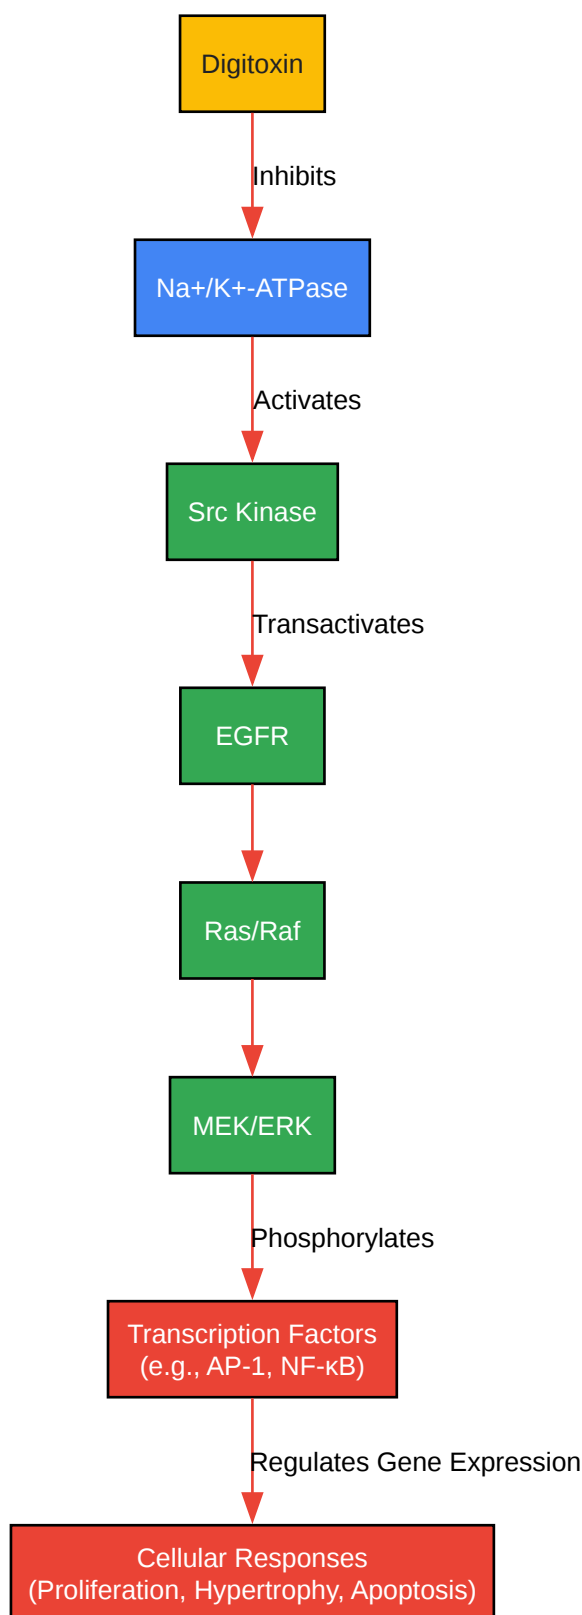 Digitoxin
Inhibits
Na+/K+-ATPase
Activates
Src Kinase
Transactivates
EGFR
Ras/Raf
MEK/ERK
Phosphorylates
Transcription Factors
(e.g., AP-1, NF-κB)
Regulates Gene Expression
Cellular Responses
(Proliferation, Hypertrophy, Apoptosis)